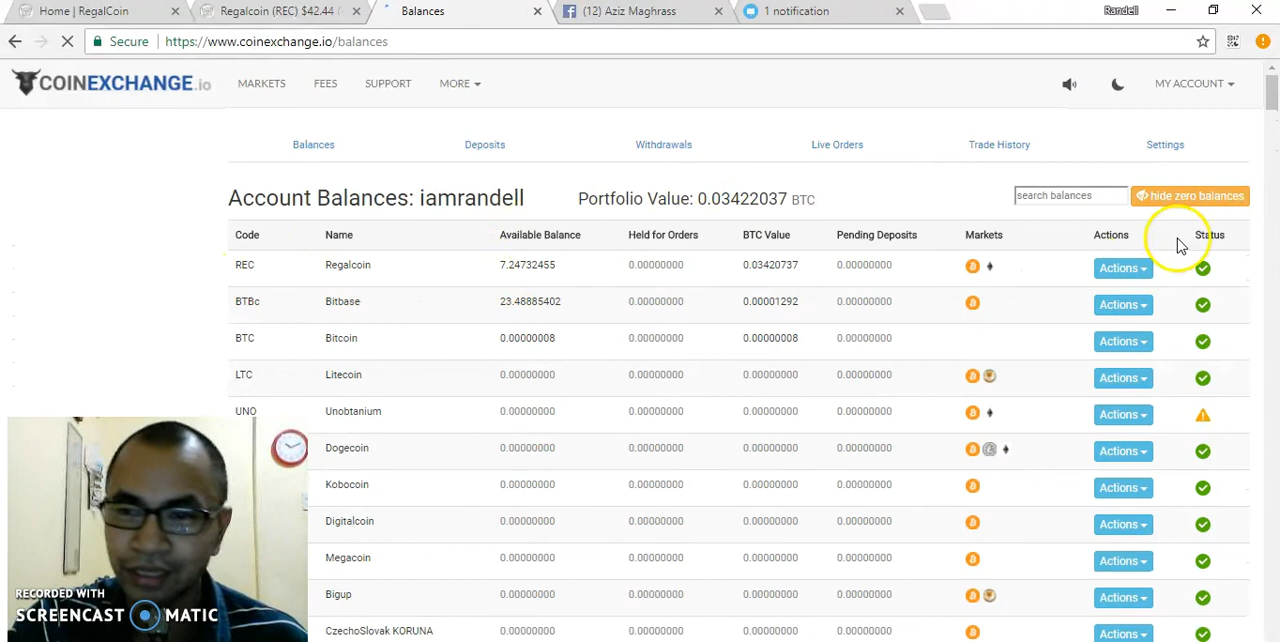 Home | RegalCoin
Regalcoin (REC) $42.44 (
Balances
(12) Aziz Maghrass
1 notification
Randell
Secure
https://www.coinexchange.io/balances
COINEXCHANGE.io
MARKETS
FEES
SUPPORT
MORE
MY ACCOUNT
Balances
Deposits
Withdrawals
Live Orders
Trade History
Settings
Account Balances: iamrandell
Portfolio Value: 0.03422037 BTC
search balances
hide zero balances
Code Name Available Balance Held for Orders BTC Value Pending Deposits Markets Actions Status
REC Regalcoin 7.24732455 0.00000000 0.03420737 0.00000000 Actions
BTBc Bitbase 23.48885402 0.00000000 0.00001292 0.00000000 Actions
BTC Bitcoin 0.00000008 0.00000000 0.00000008 0.00000000 Actions
LTC Litecoin 0.00000000 0.00000000 0.00000000 0.00000000 Actions
UNO Unobtanium 0.00000000 0.00000000 0.00000000 0.00000000 Actions
Dogecoin 0.00000000 0.00000000 0.00000000 0.00000000 Actions
Kobocoin 0.00000000 0.00000000 0.00000000 0.00000000 Actions
Digitalcoin 0.00000000 0.00000000 0.00000000 0.00000000 Actions
Megacoin 0.00000000 0.00000000 0.00000000 0.00000000 Actions
Bigup 0.00000000 0.00000000 0.00000000 0.00000000 Actions
CzechoSlovak KORUNA 0.00000000 0.00000000 0.00000000 0.00000000 Actions
RECORDED WITH
SCREENCAST MATIC